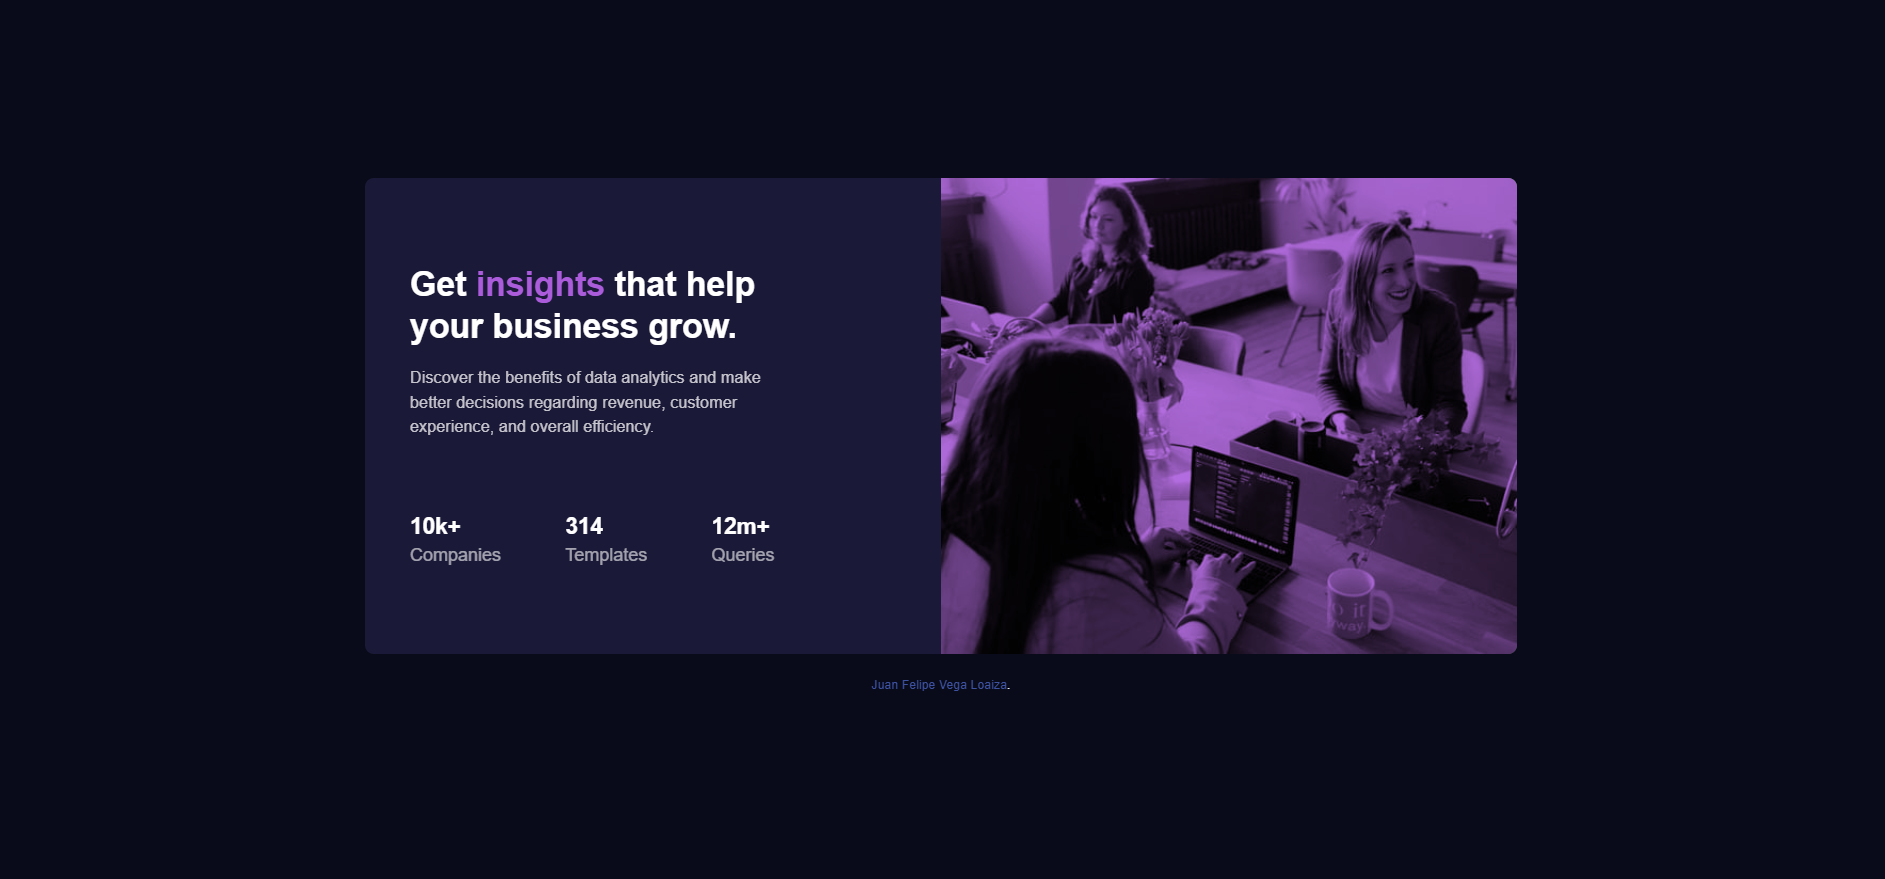 Get insights that help
your business grow.
Discover the benefits of data analytics and make
better decisions regarding revenue, customer
experience, and overall efficiency.
10k+ 314 12m+
Companies Templates Queries
Juan Felipe Vega Loaiza.